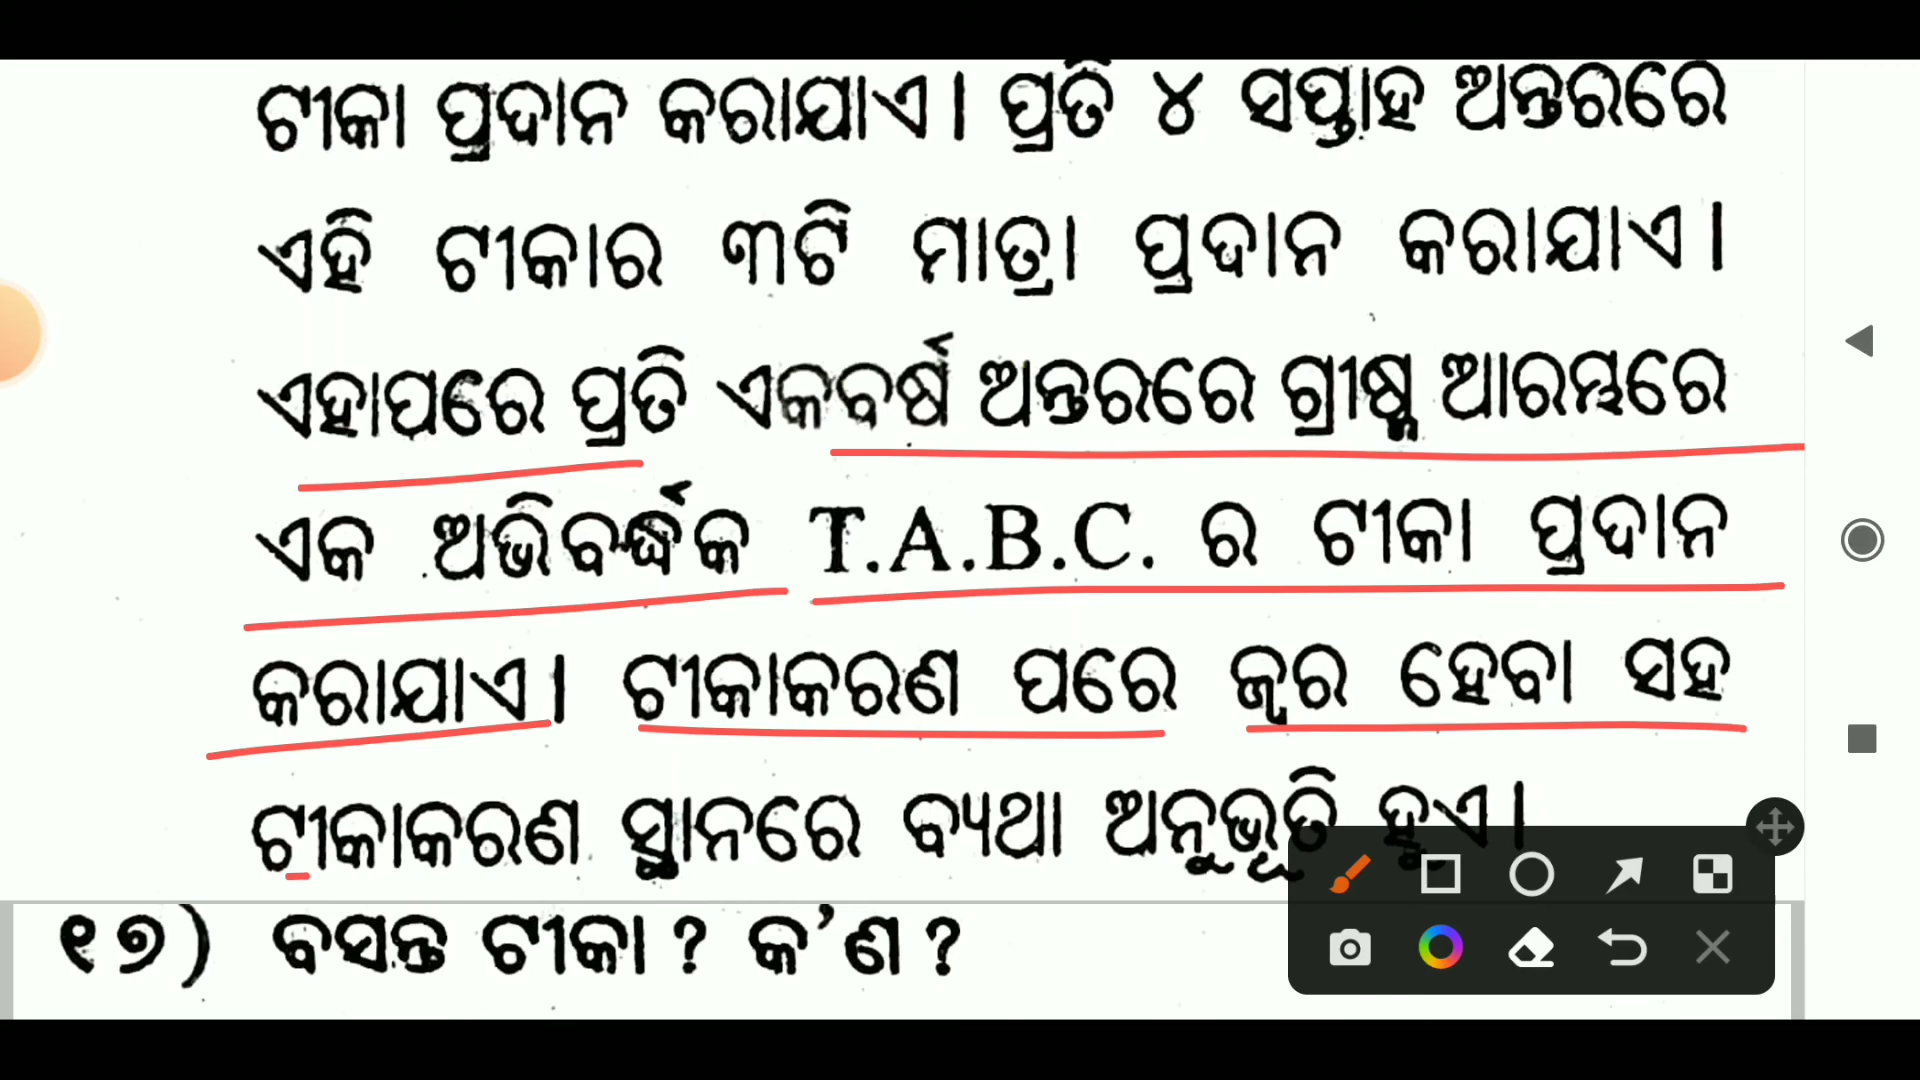 ଟୀକା ପ୍ରଦାନ କରାଯାଏ। ପ୍ରତି ୪ ସପ୍ତାହ ଅନ୍ତରରେ
ଏହି ଟୀକାର ୩ଟି ମାତ୍ରା ପ୍ରଦାନ କରାଯାଏ।
ଏହାପରେ ପ୍ରତି ଏକବର୍ଷ ଅନ୍ତରରେ ଗ୍ରୀଷ୍ମ ଆରମ୍ଭରେ
ଏକ ଅଭିବର୍ଦ୍ଧକ T.A.B.C. ର ଟୀକା ପ୍ରଦାନ
କରାଯାଏ। ଟୀକାକରଣ ପରେ ଜ୍ୱର ହେବା ସହ
ଟୀକାକରଣ ସ୍ଥାନରେ ବ୍ୟଥା ଅନୁଭୂତି ହୁଏ।
୧୭) ବସନ୍ତ ଟୀକା? କ'ଣ?